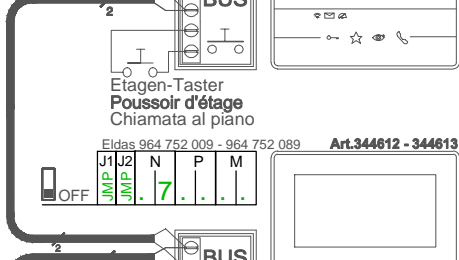 BUS
2
Etagen-Taster
Poussoir d'étage
Chiamata al piano
Eldas 964 752 009 - 964 752 089
Art.344612 - 344613
J1 J2 N P M
OFF JMP JMP . 7 . . . .
2
BUS